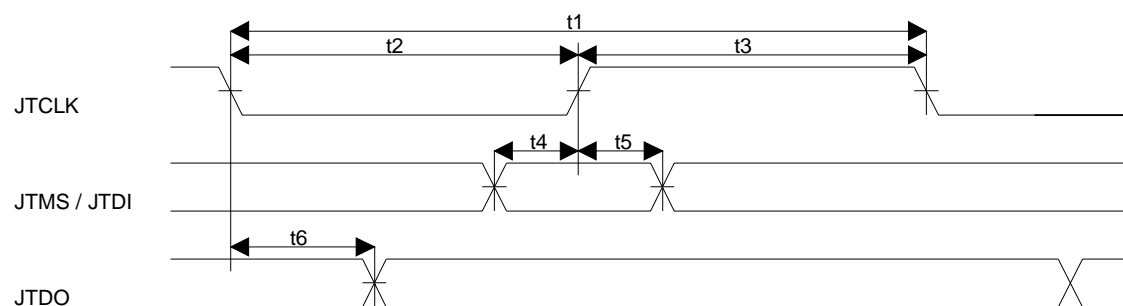 t1
t2 t3
JTCLK
t4 t5
JTMS / JTDI
t6
JTDO